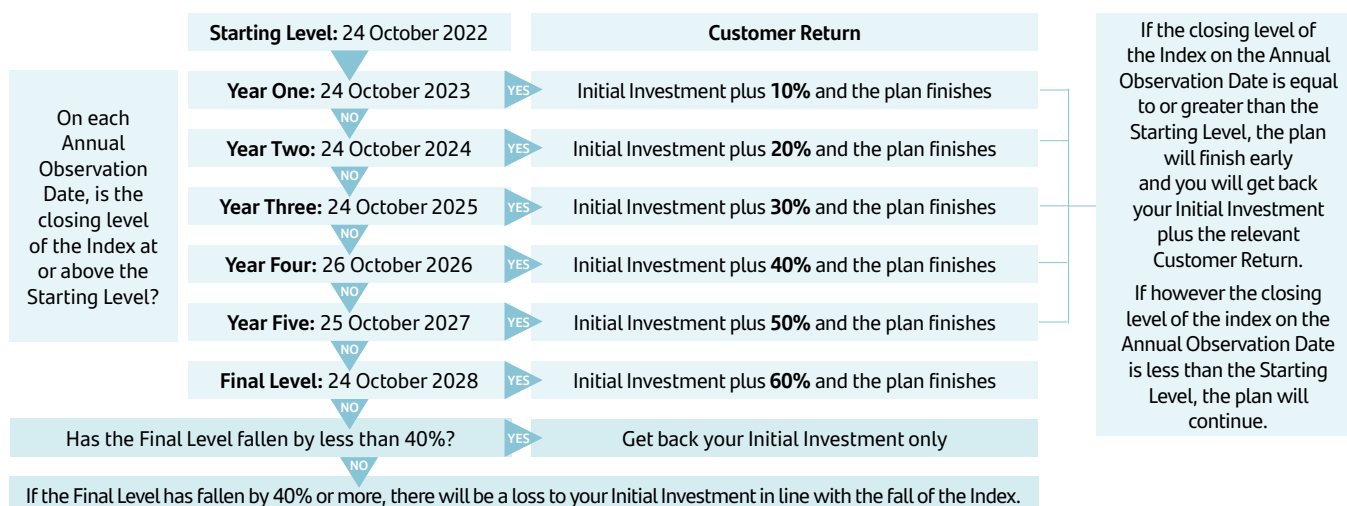 Starting Level: 24 October 2022
Customer Return
On each
Annual
Observation
Date, is the
closing level
of the Index at
or above the
Starting Level?
Year One: 24 October 2023
YES
Initial Investment plus 10% and the plan finishes
NO
Year Two: 24 October 2024
YES
Initial Investment plus 20% and the plan finishes
NO
Year Three: 24 October 2025
YES
Initial Investment plus 30% and the plan finishes
NO
Year Four: 26 October 2026
YES
Initial Investment plus 40% and the plan finishes
NO
Year Five: 25 October 2027
YES
Initial Investment plus 50% and the plan finishes
NO
Final Level: 24 October 2028
YES
Initial Investment plus 60% and the plan finishes
NO
Has the Final Level fallen by less than 40%?
YES
Get back your Initial Investment only
NO
If the Final Level has fallen by 40% or more, there will be a loss to your Initial Investment in line with the fall of the Index.
If the closing level of
the Index on the Annual
Observation Date is equal
to or greater than the
Starting Level, the plan
will finish early
and you will get back
your Initial Investment
plus the relevant
Customer Return.
If however the closing
level of the index on the
Annual Observation Date
is less than the Starting
Level, the plan will
continue.